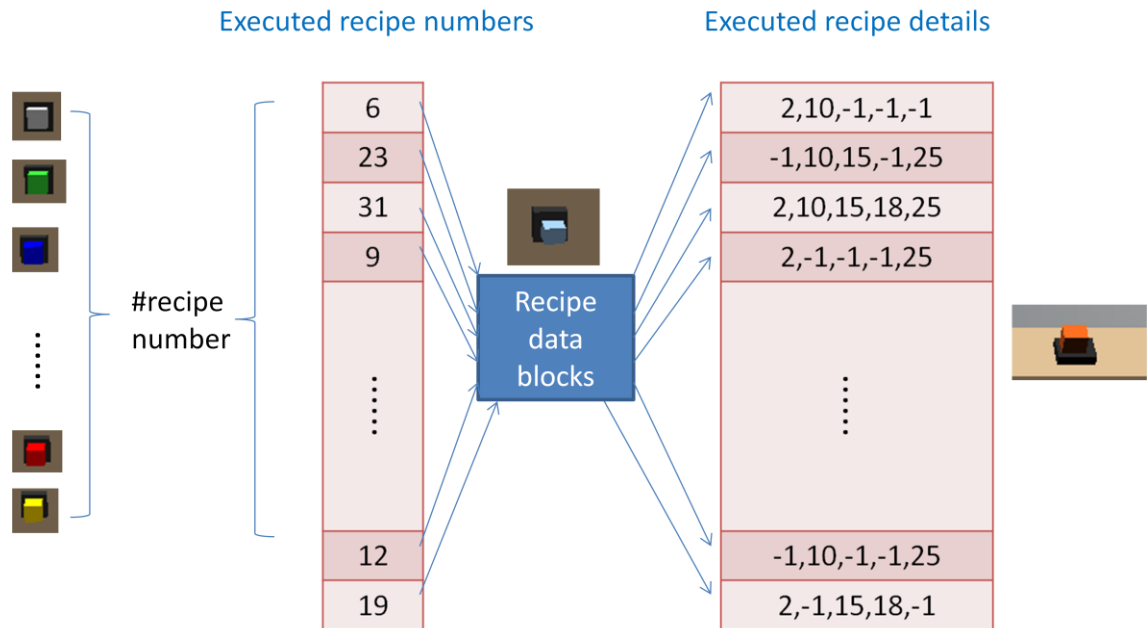 Executed recipe numbers
Executed recipe details
#recipe
number
6
23
31
9
......
12
19
Recipe
data
blocks
2,10,-1,-1,-1
-1,10,15,-1,25
2,10,15,18,25
2,-1,-1,-1,25
......
-1,10,-1,-1,25
2,-1,15,18,-1